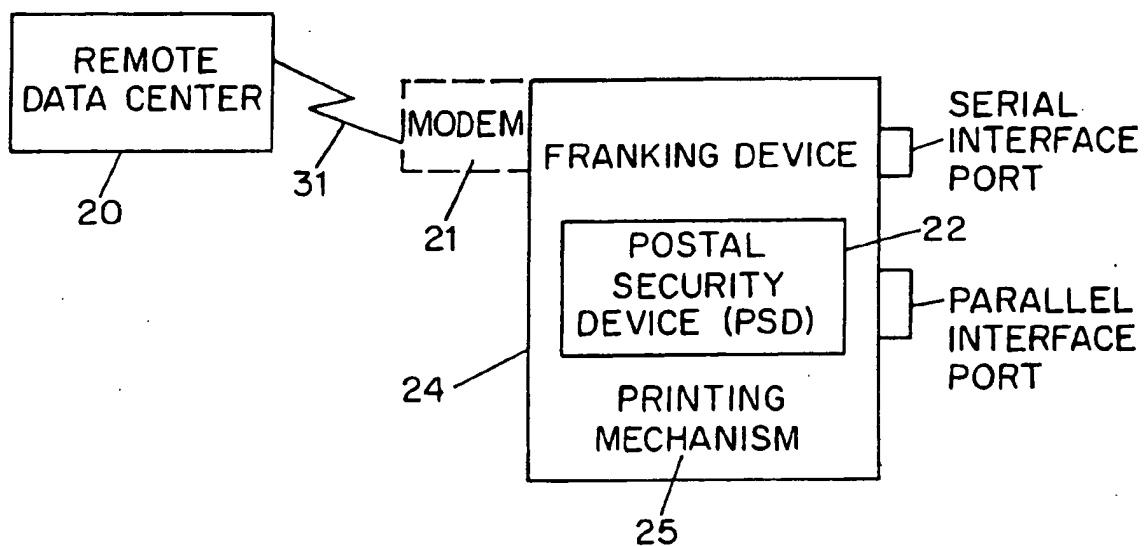 REMOTE
DATA CENTER
20
31
MODEM
21
FRANKING DEVICE
POSTAL
SECURITY
DEVICE (PSD)
22
24
PRINTING
MECHANISM
25
SERIAL
INTERFACE
PORT
PARALLEL
INTERFACE
PORT